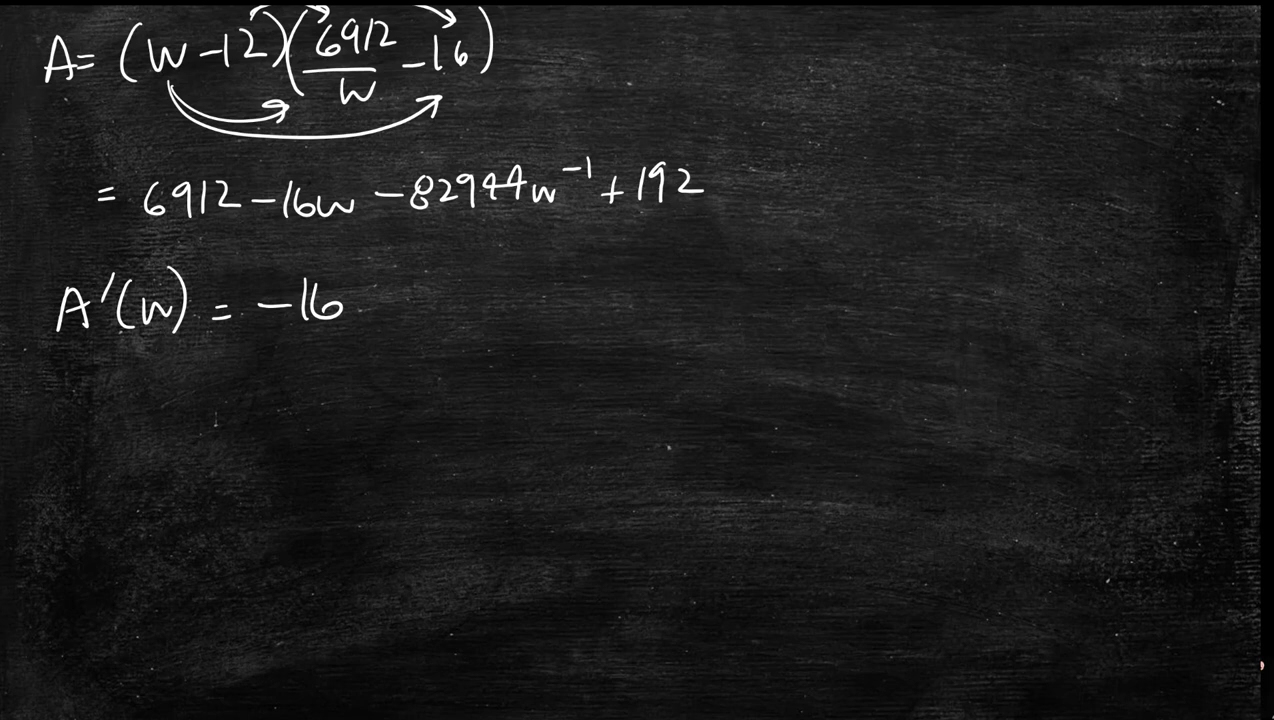 A = (w - 12)(6912/w - 16)
= 6912 - 16w - 82944w⁻¹ + 192
A'(w) = -16